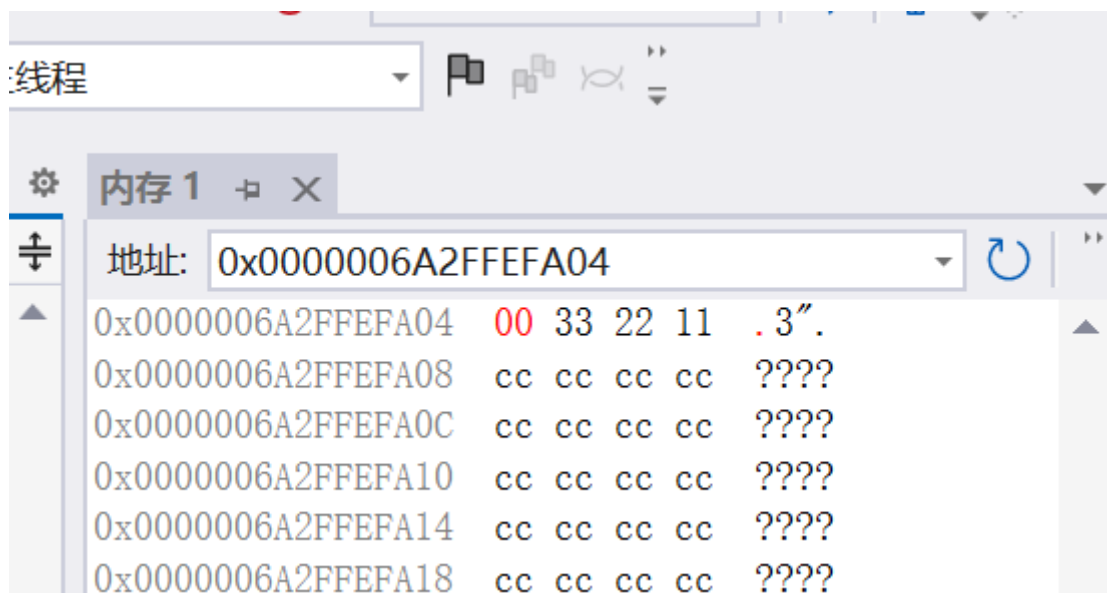 线程
内存 1
地址: 0x0000006A2FFEFA04
0x0000006A2FFEFA04 00 33 22 11 .3".
0x0000006A2FFEFA08 cc cc cc cc ????
0x0000006A2FFEFA0C cc cc cc cc ????
0x0000006A2FFEFA10 cc cc cc cc ????
0x0000006A2FFEFA14 cc cc cc cc ????
0x0000006A2FFEFA18 cc cc cc cc ????